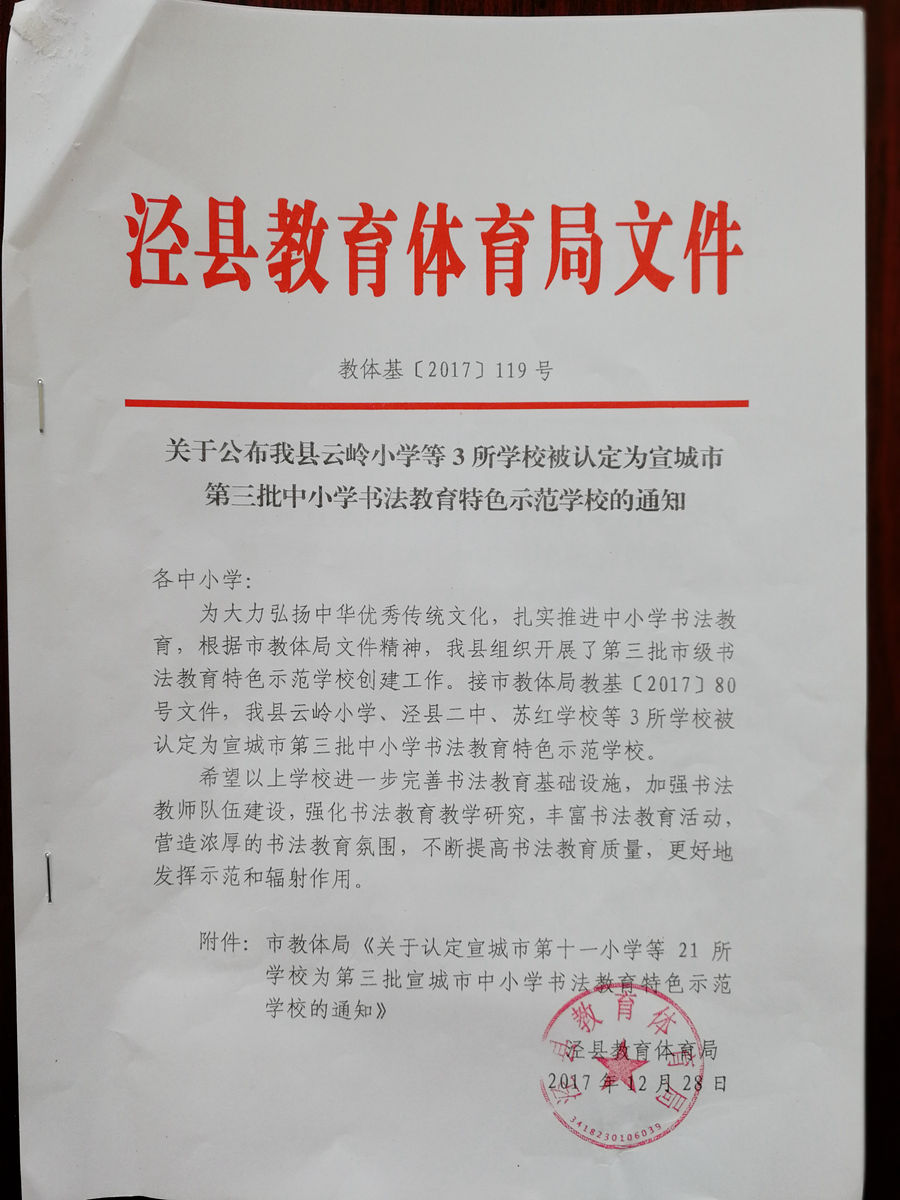 泾县教育体育局文件
教体基〔2017〕119 号
关于公布我县云岭小学等 3 所学校被认定为宣城市
第三批中小学书法教育特色示范学校的通知
各中小学：
为大力弘扬中华优秀传统文化，扎实推进中小学书法教
育，根据市教体局文件精神，我县组织开展了第三批市级书
法教育特色示范学校创建工作。接市教体局教基〔2017〕80
号文件，我县云岭小学、泾县二中、苏红学校等 3 所学校被
认定为宣城市第三批中小学书法教育特色示范学校。
希望以上学校进一步完善书法教育基础设施，加强书法
教师队伍建设，强化书法教育教学研究，丰富书法教育活动，
营造浓厚的书法教育氛围，不断提高书法教育质量，更好地
发挥示范和辐射作用。
附件：市教体局《关于认定宣城市第十一小学等 21 所
学校为第三批宣城市中小学书法教育特色示范
学校的通知》
泾县教育体育局
2017 年 12 月 28 日
泾县教育体育局
3418230106039